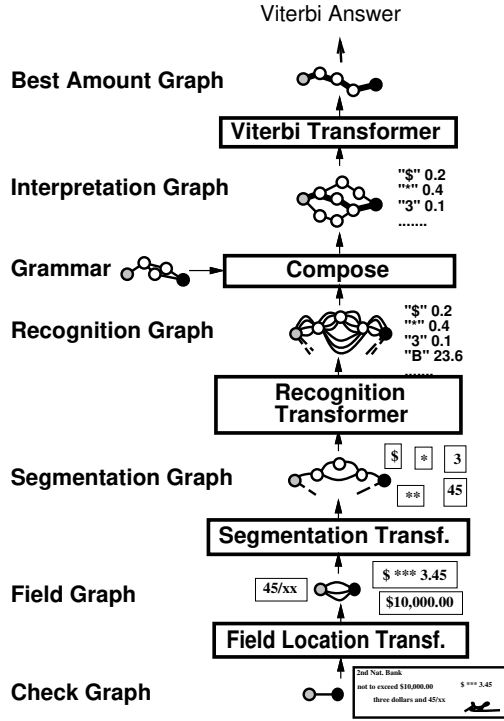 Viterbi Answer
Best Amount Graph
Viterbi Transformer
Interpretation Graph
"$" 0.2
"*" 0.4
"3" 0.1
.......
Grammar
Compose
Recognition Graph
"$" 0.2
"*" 0.4
"3" 0.1
"B" 23.6
.......
Recognition
Transformer
Segmentation Graph
$ * 3
** 45
Segmentation Transf.
Field Graph
45/xx
$ *** 3.45
$10,000.00
Field Location Transf.
Check Graph
2nd Nat. Bank
not to exceed $10,000.00 $ *** 3.45
three dollars and 45/xx